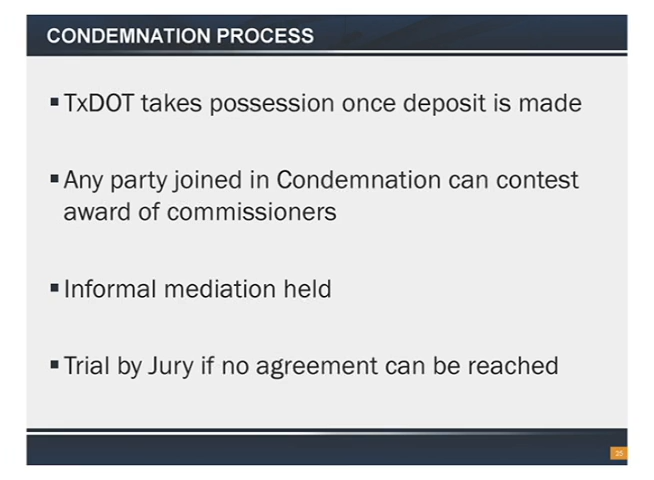 CONDEMNATION PROCESS
▪ TxDOT takes possession once deposit is made
▪ Any party joined in Condemnation can contest
award of commissioners
▪ Informal mediation held
▪ Trial by Jury if no agreement can be reached